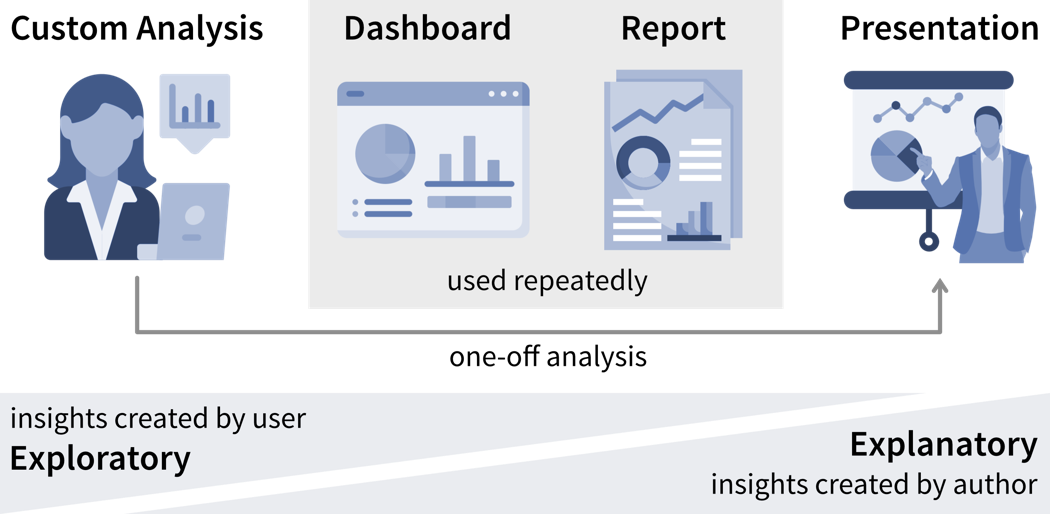 Custom Analysis
Dashboard
Report
Presentation
used repeatedly
one-off analysis
insights created by user
Exploratory
Explanatory
insights created by author